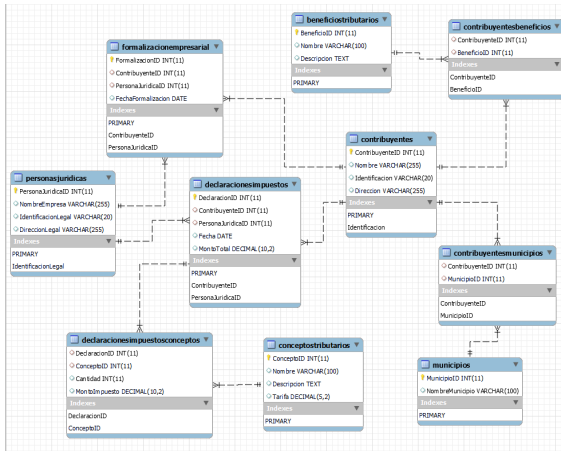 beneficiostributarios
BeneficioID INT(11)
Nombre VARCHAR(100)
Descripcion TEXT
Indexes
PRIMARY
contribuyentesbeneficios
ContribuyenteID INT(11)
BeneficioID INT(11)
Indexes
ContribuyenteID
BeneficioID
formalizacionempresarial
FormalizacionID INT(11)
ContribuyenteID INT(11)
PersonaJuridicaID INT(11)
FechaFormalizacion DATE
Indexes
PRIMARY
ContribuyenteID
PersonaJuridicaID
contribuyentes
ContribuyenteID INT(11)
Nombre VARCHAR(255)
Identificacion VARCHAR(20)
Direccion VARCHAR(255)
Indexes
PRIMARY
Identificacion
personasjuridicas
PersonaJuridicaID INT(11)
NombreEmpresa VARCHAR(255)
IdentificacionLegal VARCHAR(20)
DireccionLegal VARCHAR(255)
Indexes
PRIMARY
IdentificacionLegal
declaracionesimpuestos
DeclaracionID INT(11)
ContribuyenteID INT(11)
PersonaJuridicaID INT(11)
Fecha DATE
MontoTotal DECIMAL(10,2)
Indexes
PRIMARY
ContribuyenteID
PersonaJuridicaID
contribuyentesmunicipios
ContribuyenteID INT(11)
MunicipioID INT(11)
Indexes
ContribuyenteID
MunicipioID
declaracionesimpuestosconceptos
DeclaracionID INT(11)
ConceptoID INT(11)
Cantidad INT(11)
MontoImpuesto DECIMAL(10,2)
Indexes
DeclaracionID
ConceptoID
conceptostributarios
ConceptoID INT(11)
Nombre VARCHAR(100)
Descripcion TEXT
Tarifa DECIMAL(5,2)
Indexes
PRIMARY
municipios
MunicipioID INT(11)
NombreMunicipio VARCHAR(100)
Indexes
PRIMARY